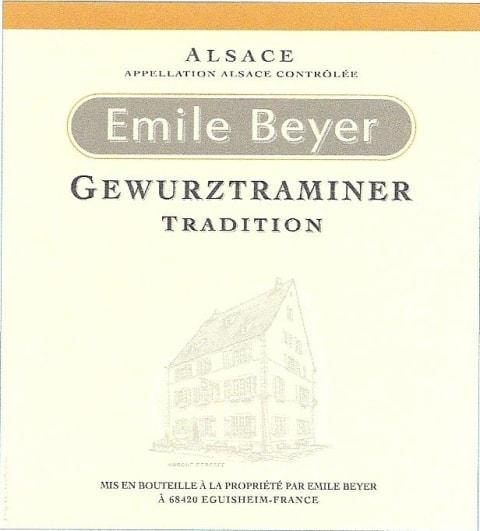 ALSACE
APPELLATION ALSACE CONTRÔLÉE
Emile Beyer
GEWURZTRAMINER
TRADITION
MIS EN BOUTEILLE À LA PROPRIÉTÉ PAR EMILE BEYER
À 68420 EGUISHEIM-FRANCE